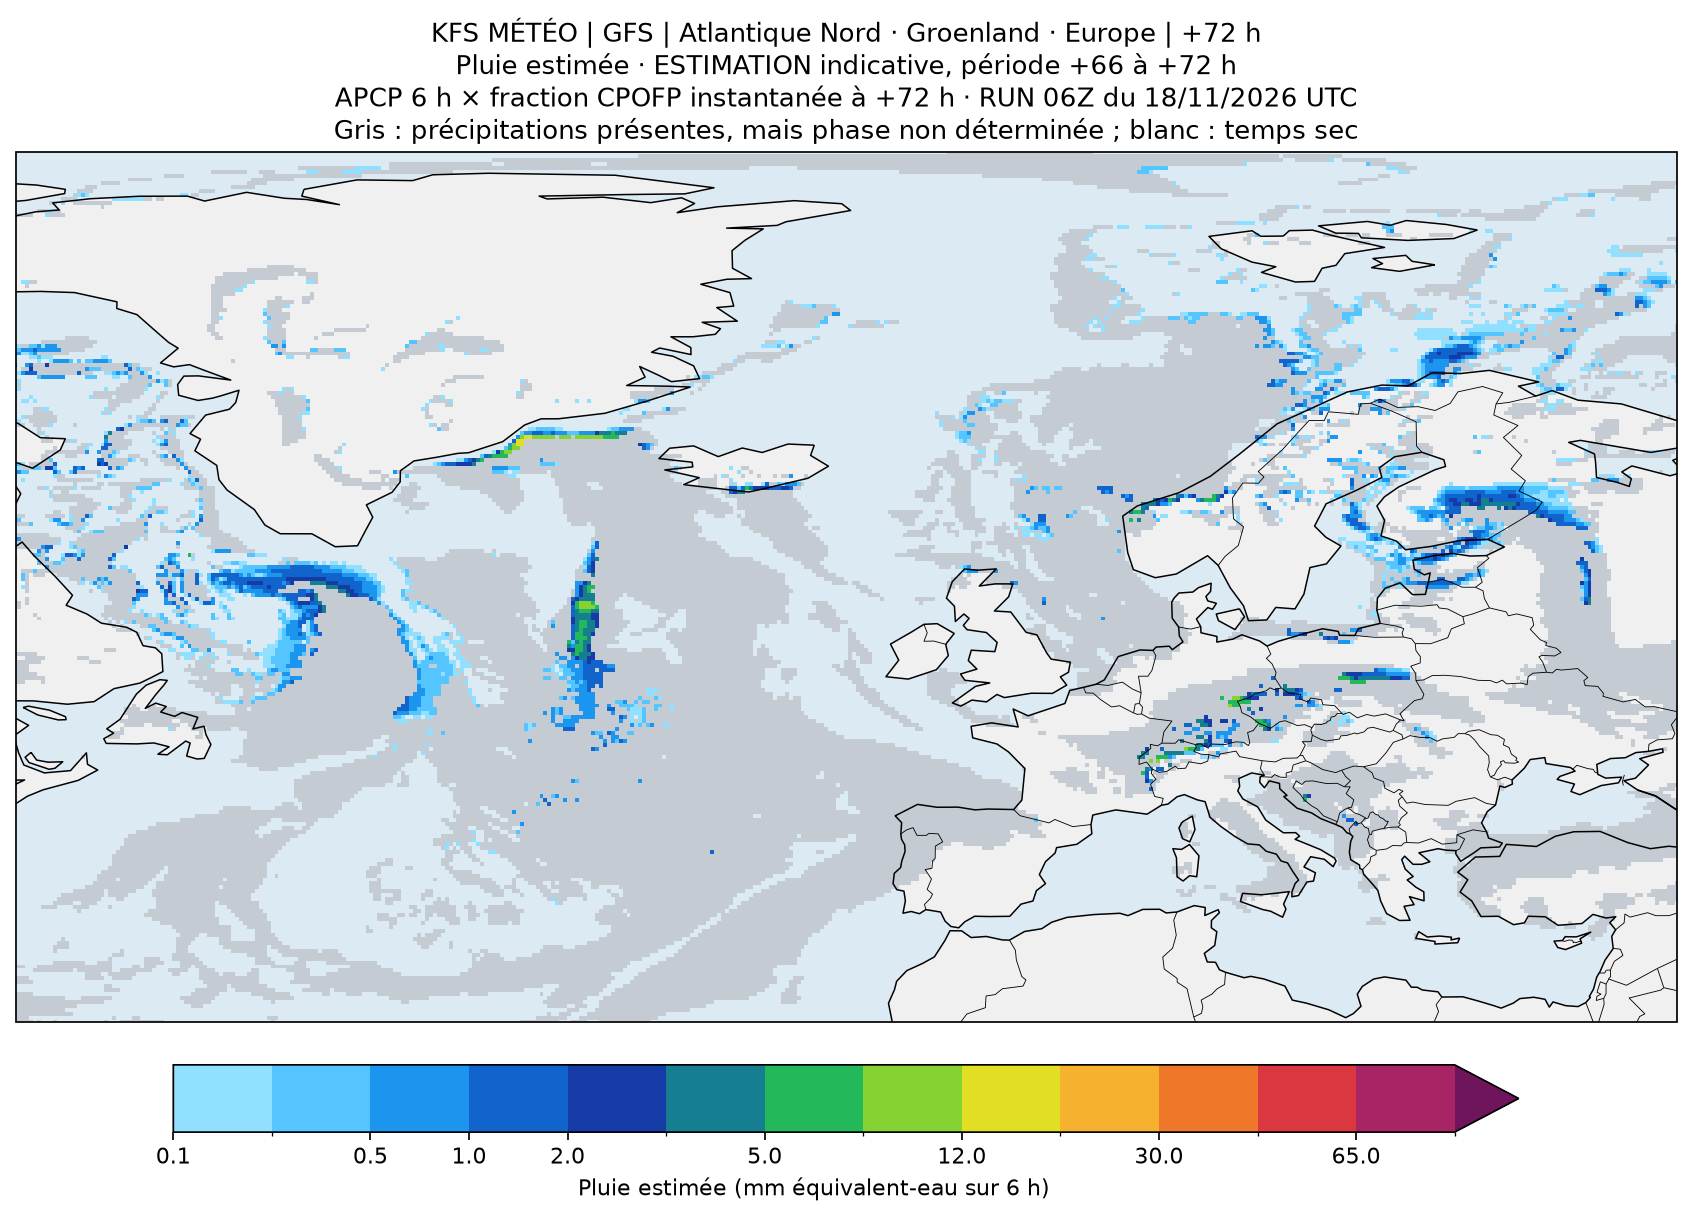 KFS MÉTÉO | GFS | Atlantique Nord · Groenland · Europe | +72 h
Pluie estimée · ESTIMATION indicative, période +66 à +72 h
APCP 6 h × fraction CPOFP instantanée à +72 h · RUN 06Z du 18/11/2026 UTC
Gris : précipitations présentes, mais phase non déterminée ; blanc : temps sec
0.1 0.5 1.0 2.0 5.0 12.0 30.0 65.0
Pluie estimée (mm équivalent-eau sur 6 h)